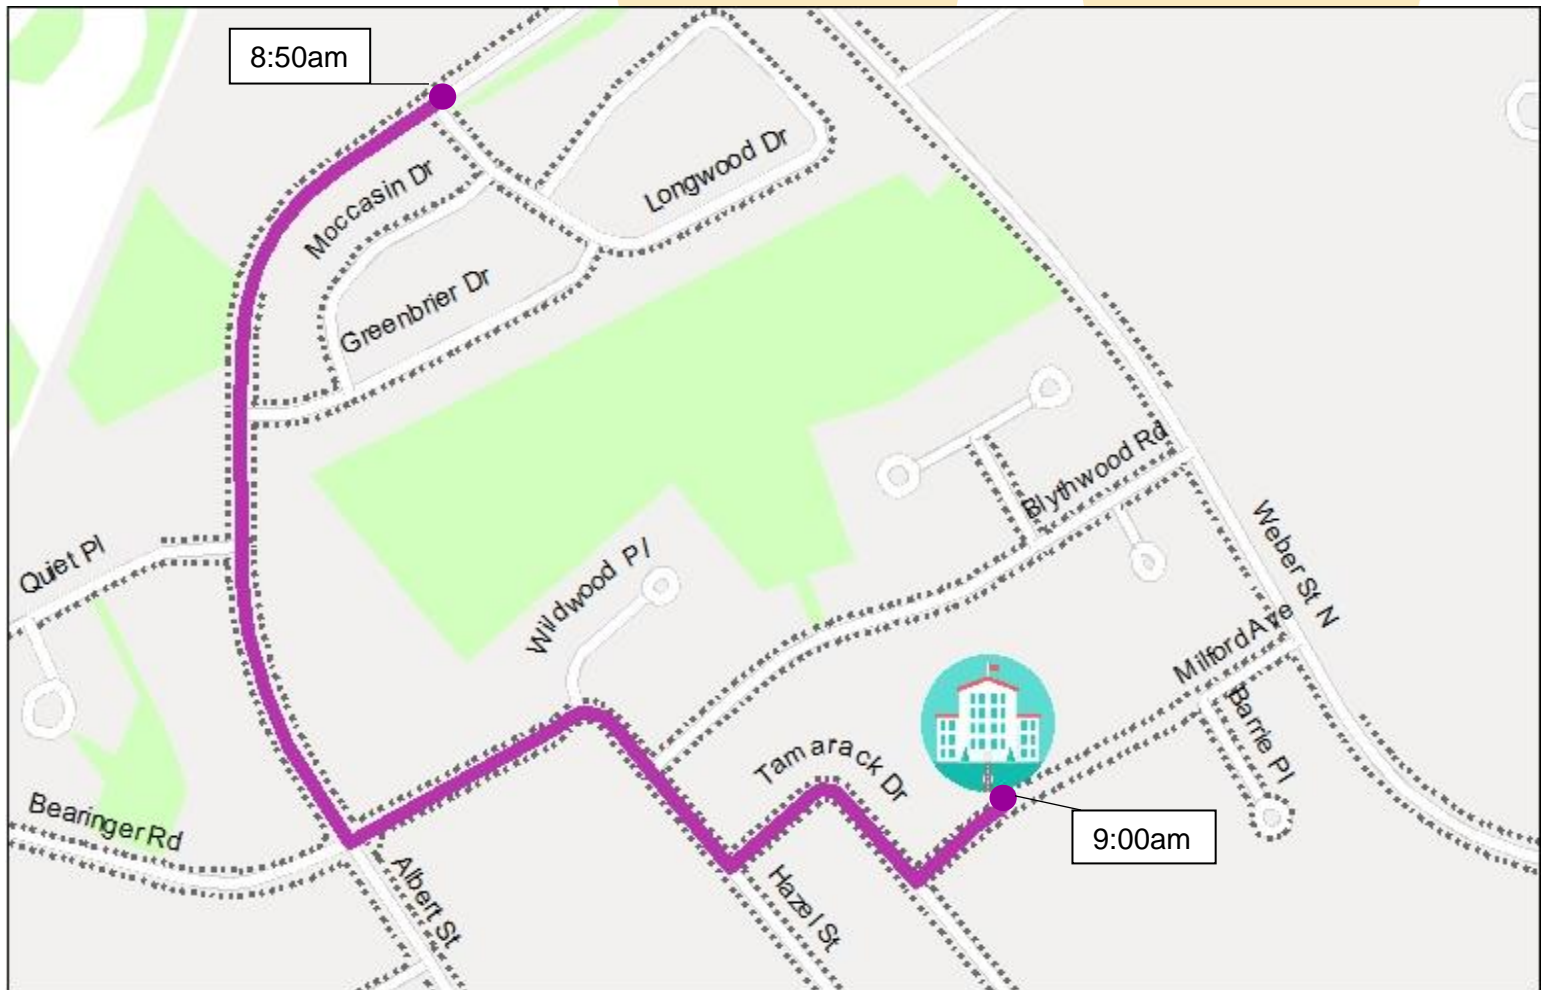 8:50am
Moccasin Dr
Longwood Dr
Greenbrier Dr
Blythwood Rd
Quiet Pl
Wildwood Pl
Weber St N
Milford Ave
Barrie Pl
Tamarack Dr
Bearinger Rd
9:00am
Albert St
Hazel St